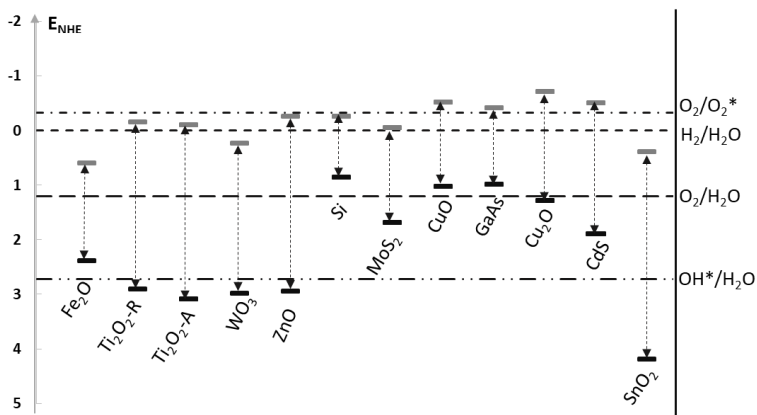 -2
E_NHE
-1
0
1
2
3
4
5
O₂/O₂*
H₂/H₂O
O₂/H₂O
OH*/H₂O
Fe₂O
Ti₂O₂-R
Ti₂O₂-A
WO₃
ZnO
Si
MoS₂
CuO
GaAs
Cu₂O
CdS
SnO₂